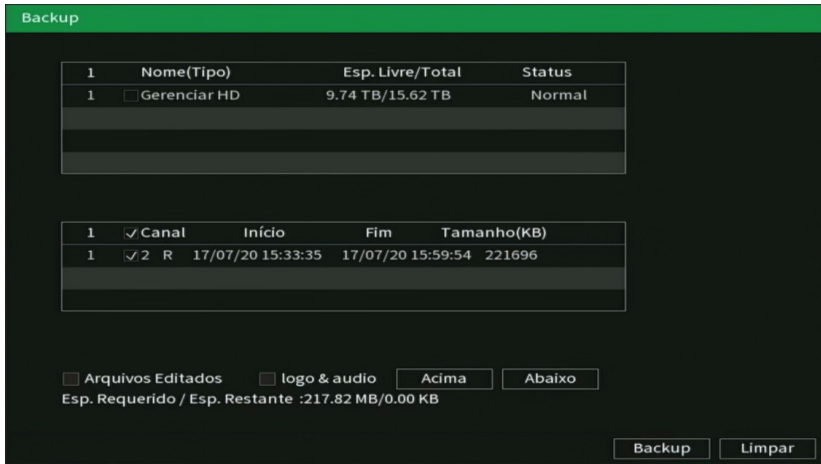 Backup
1 Nome(Tipo) Esp. Livre/Total Status
1 Gerenciar HD 9.74 TB/15.62 TB Normal
1 Canal Início Fim Tamanho(KB)
1 2 R 17/07/20 15:33:35 17/07/20 15:59:54 221696
Arquivos Editados logo & audio Acima Abaixo
Esp. Requerido / Esp. Restante :217.82 MB/0.00 KB
Backup Limpar